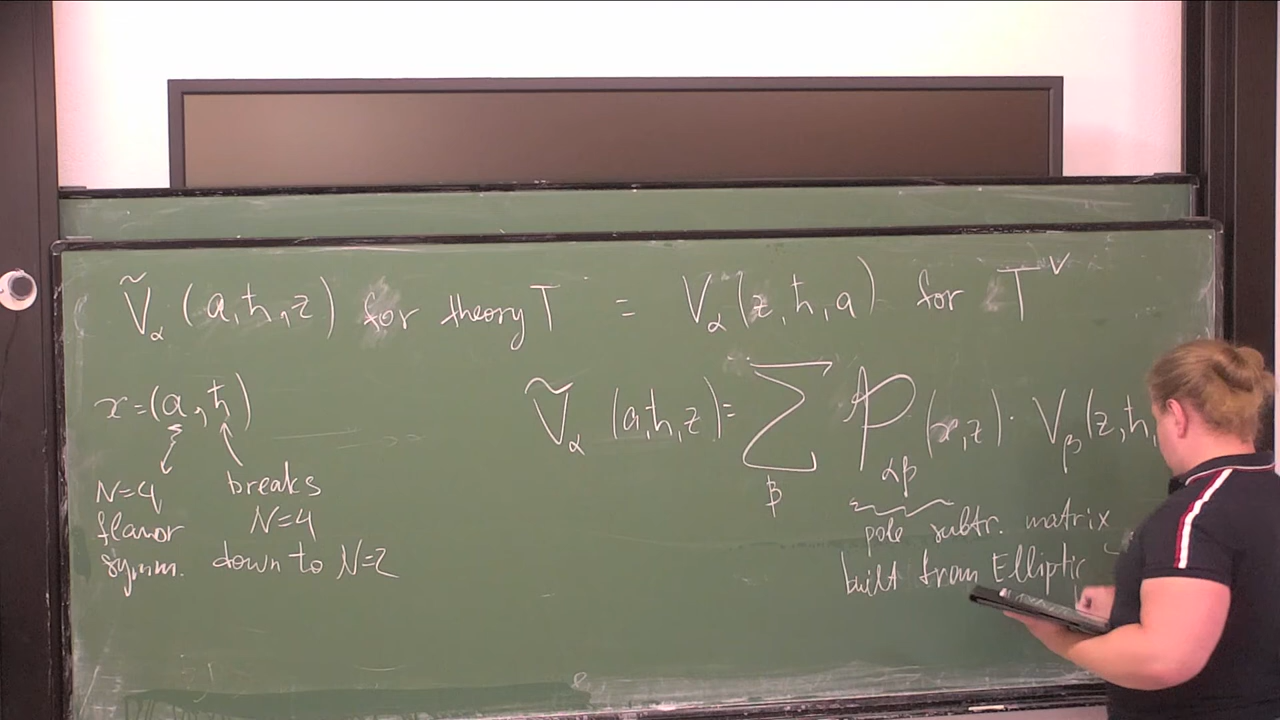 Ṽ_α (a,ħ,z) for theory T = V_α(z,ħ,a) for T^∨
x=(a,ħ)
Ṽ_α (a,ħ,z)= Σ_β 𝒫_αβ (x,z) · V_β(z,ħ,
N=4 flavor symm.
breaks N=4 down to N=2
pole subtr. matrix
built from Elliptic